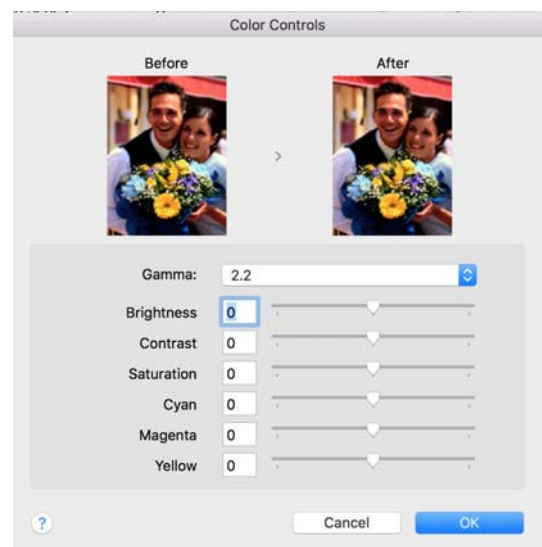 Color Controls
Before After
>
Gamma: 2.2
Brightness 0
Contrast 0
Saturation 0
Cyan 0
Magenta 0
Yellow 0
? Cancel OK